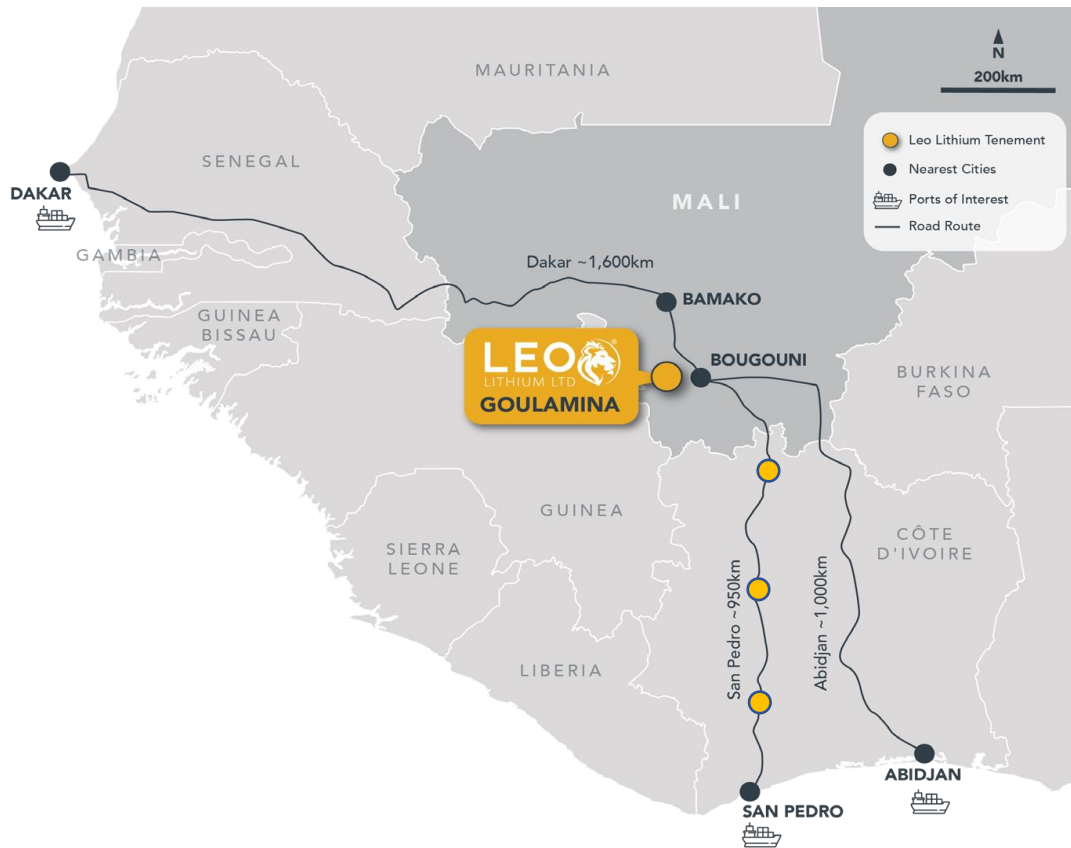 MAURITANIA
N
200km
Leo Lithium Tenement
Nearest Cities
Ports of Interest
Road Route
SENEGAL
MALI
DAKAR
GAMBIA
Dakar ~1,600km
BAMAKO
GUINEA
BISSAU
LEO
LITHIUM LTD
GOULAMINA
®
BOUGOUNI
BURKINA
FASO
GUINEA
SIERRA
LEONE
CÔTE
D'IVOIRE
San Pedro ~950km
Abidjan ~1,000km
LIBERIA
ABIDJAN
SAN PEDRO